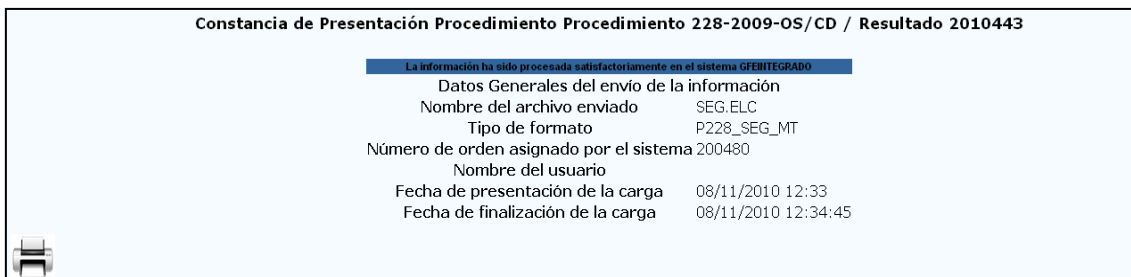 Constancia de Presentación Procedimiento Procedimiento 228-2009-OS/CD / Resultado 2010443
La información ha sido procesada satisfactoriamente en el sistema GFEINTEGRADO
Datos Generales del envío de la información
Nombre del archivo enviado SEG.ELC
Tipo de formato P228_SEG_MT
Número de orden asignado por el sistema 200480
Nombre del usuario
Fecha de presentación de la carga 08/11/2010 12:33
Fecha de finalización de la carga 08/11/2010 12:34:45